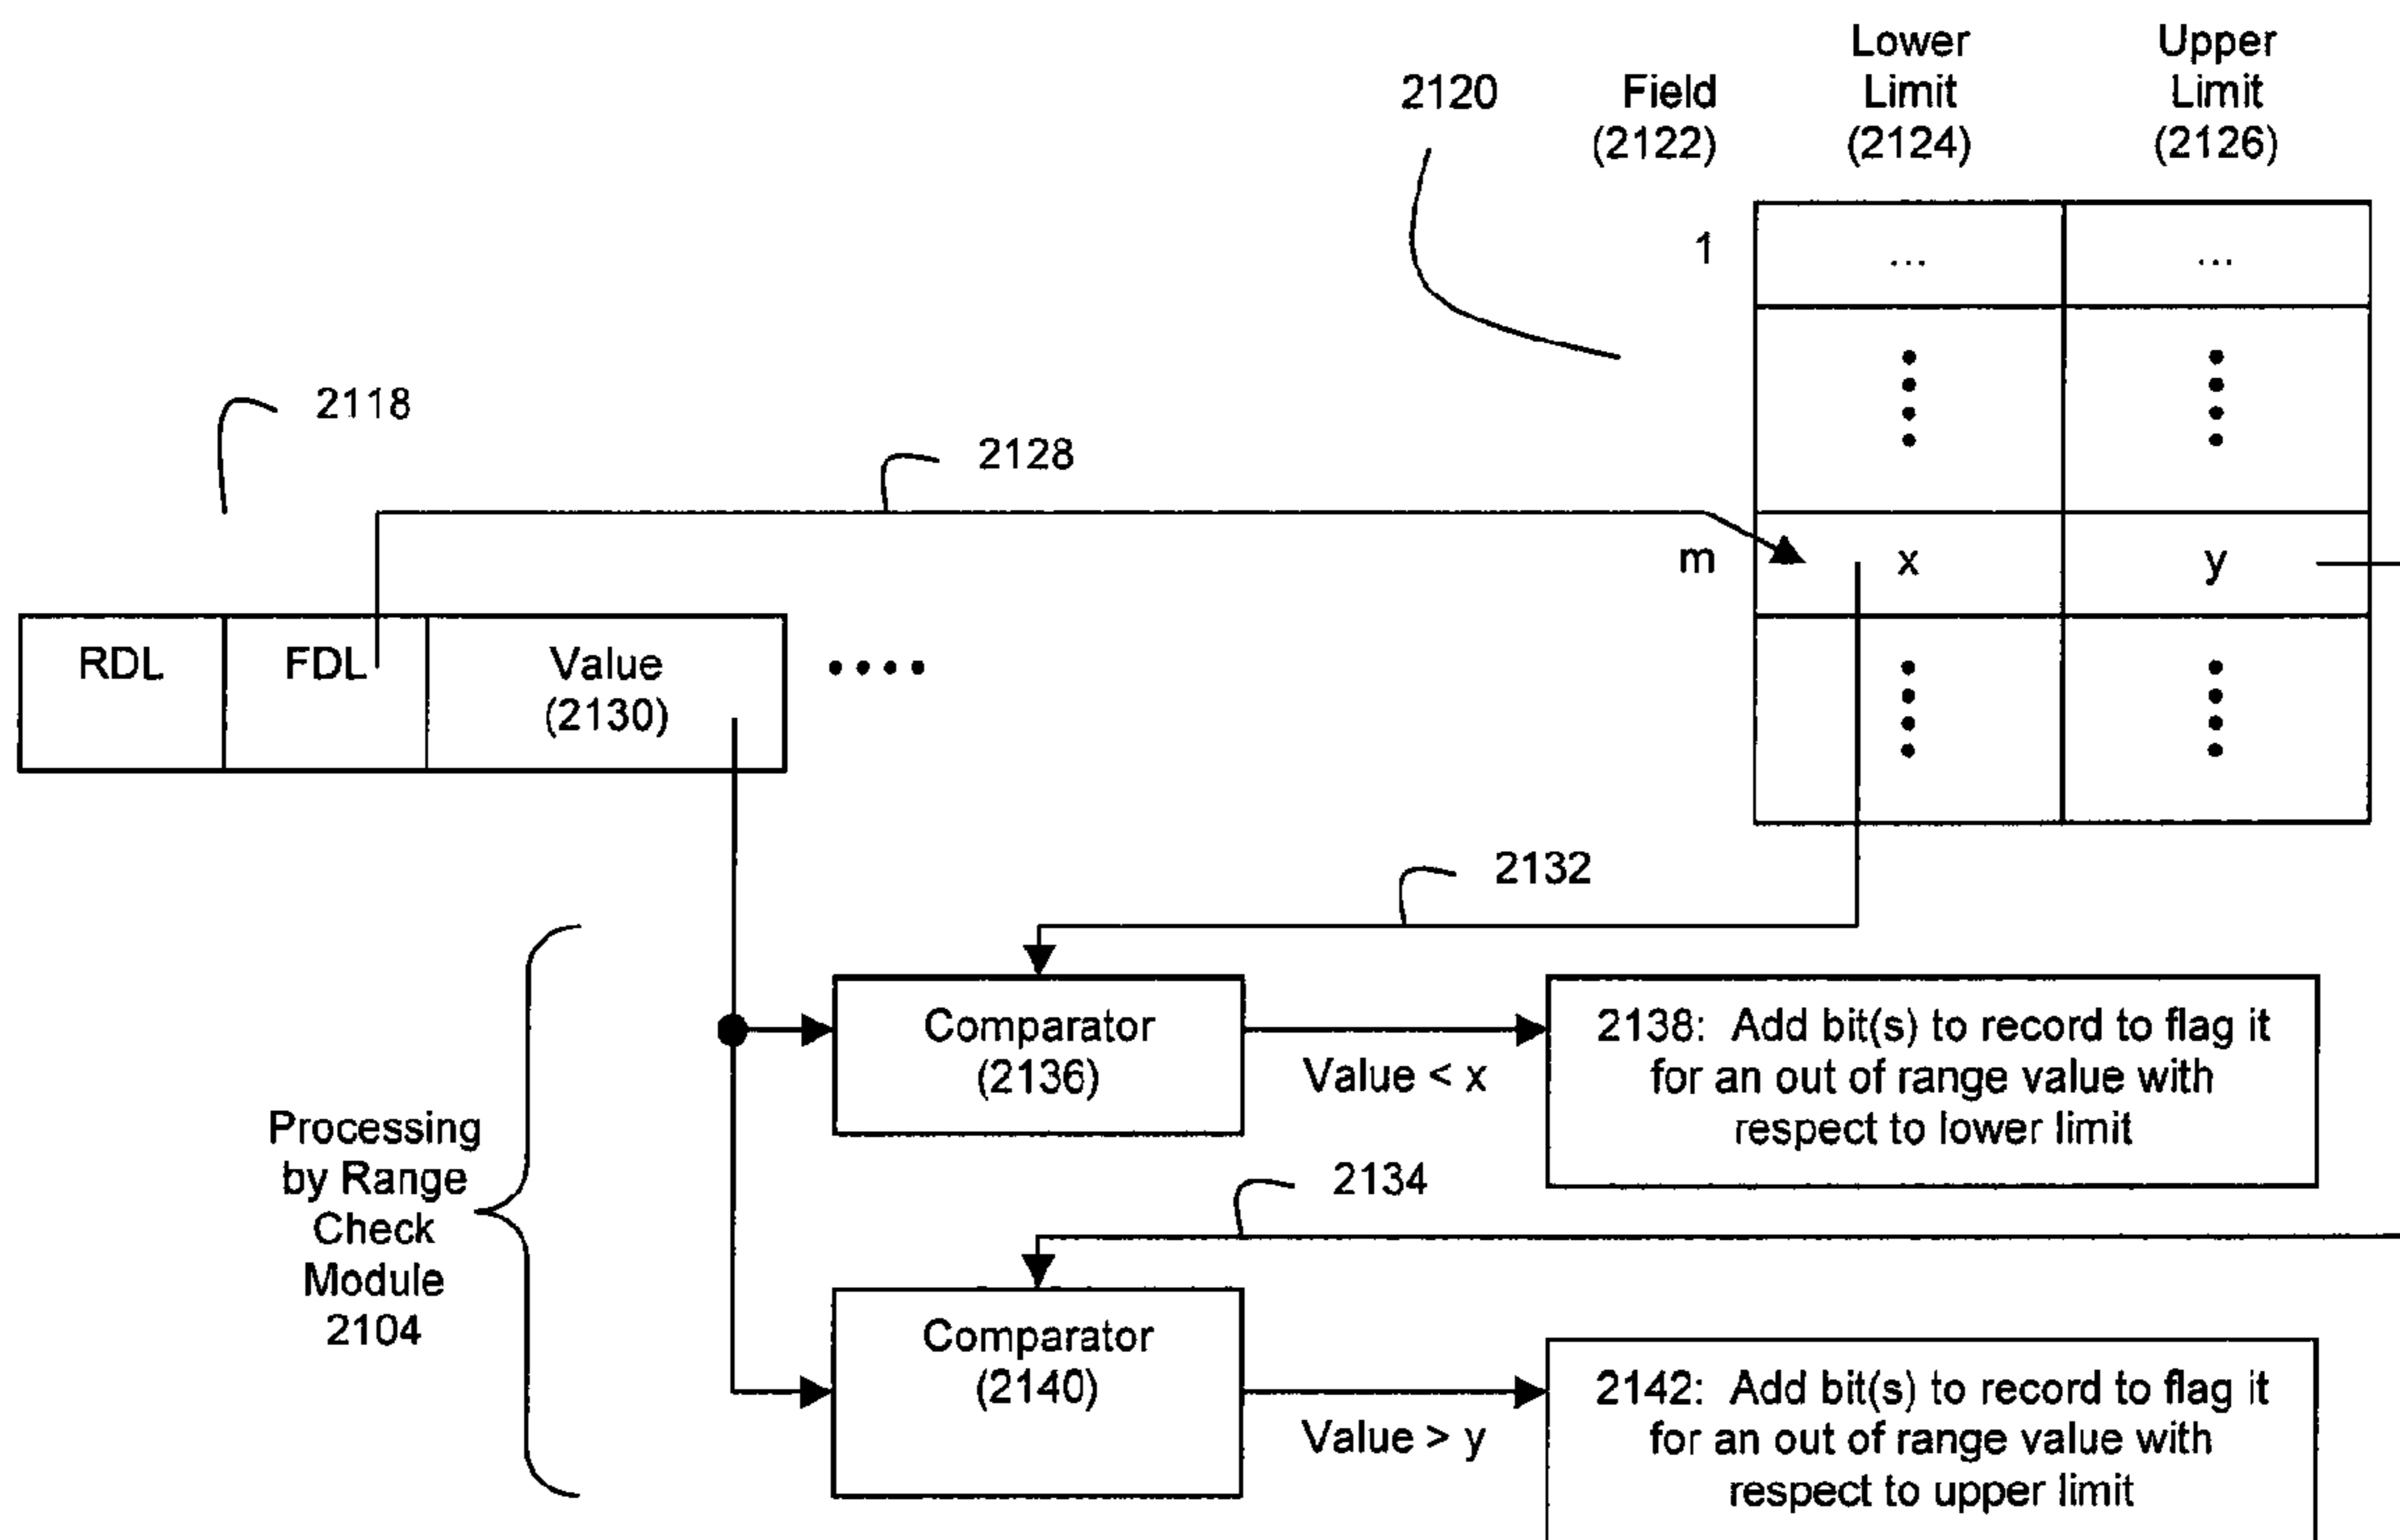 2120
Field
(2122)
Lower
Limit
(2124)
Upper
Limit
(2126)
1
...
...
2118
2128
m
x
y
RDL
FDL
Value
(2130)
2132
Comparator
(2136)
Value < x
2138: Add bit(s) to record to flag it
for an out of range value with
respect to lower limit
Processing
by Range
Check
Module
2104
2134
Comparator
(2140)
Value > y
2142: Add bit(s) to record to flag it
for an out of range value with
respect to upper limit